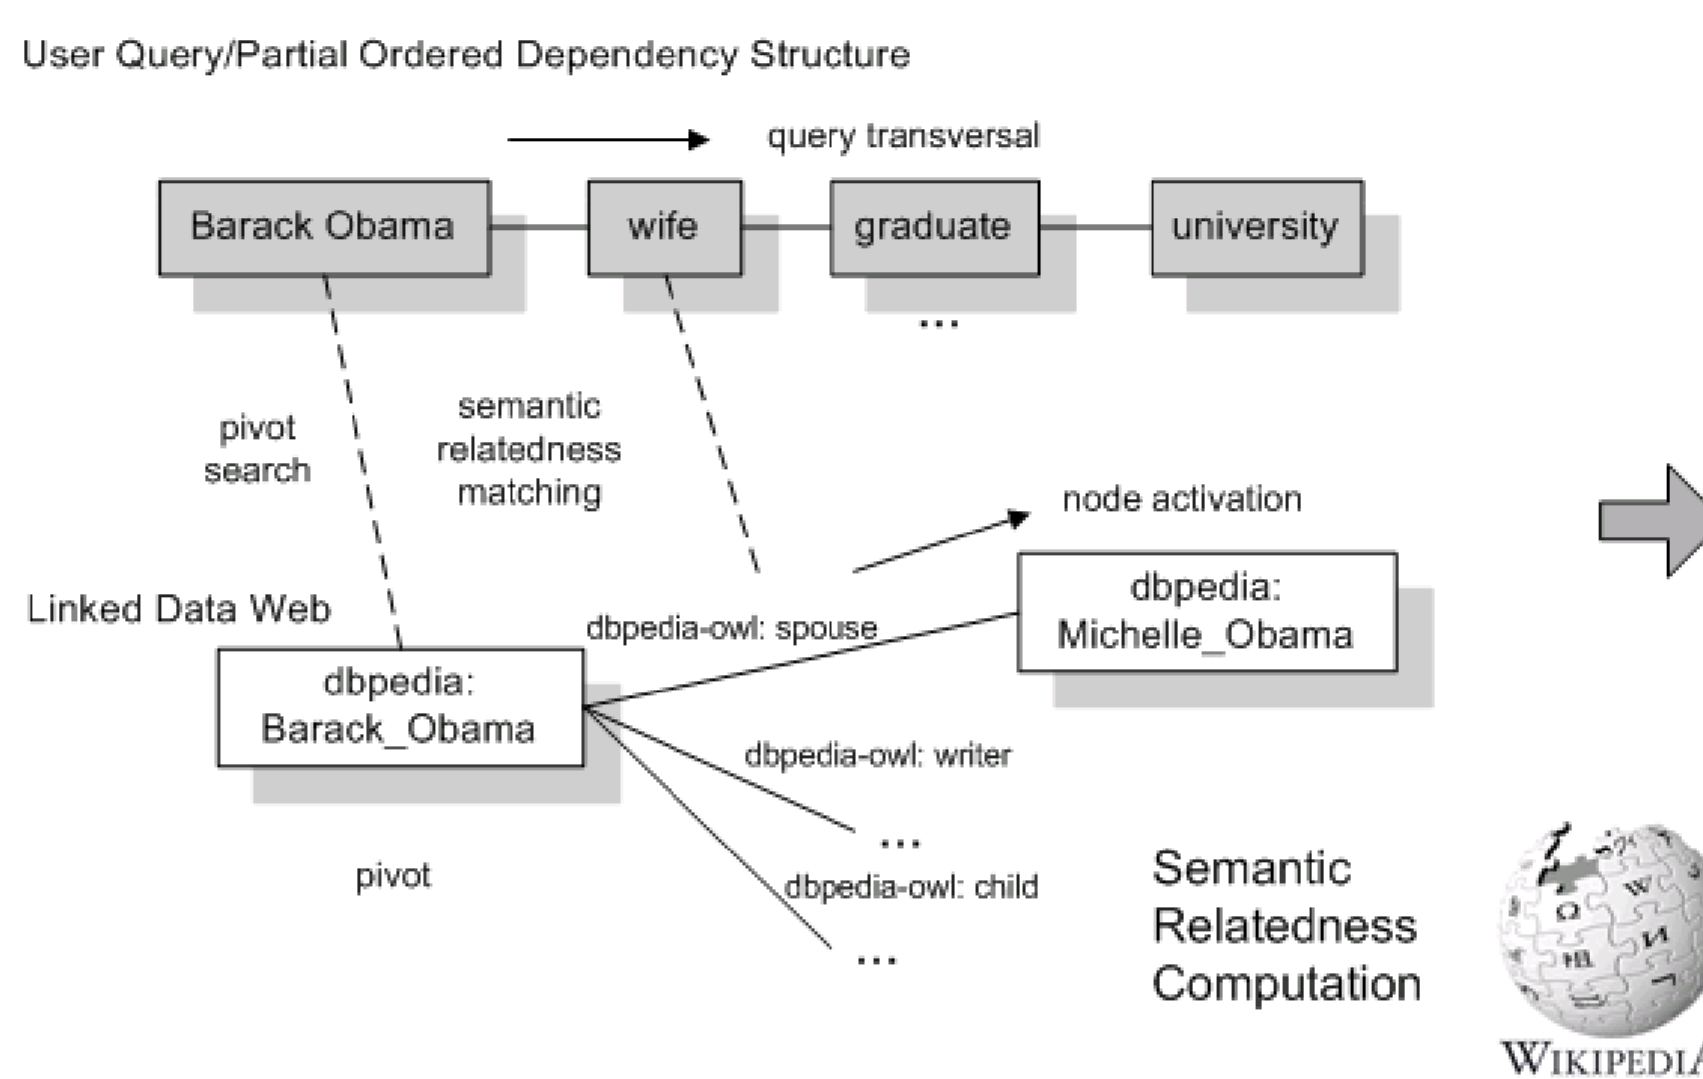 User Query/Partial Ordered Dependency Structure
query transversal
Barack Obama
wife
graduate
university
...
pivot
search
semantic
relatedness
matching
node activation
Linked Data Web
dbpedia:
Michelle_Obama
dbpedia-owl: spouse
dbpedia:
Barack_Obama
dbpedia-owl: writer
...
pivot
dbpedia-owl: child
...
Semantic
Relatedness
Computation
Ω
W
И
WIKIPEDIA